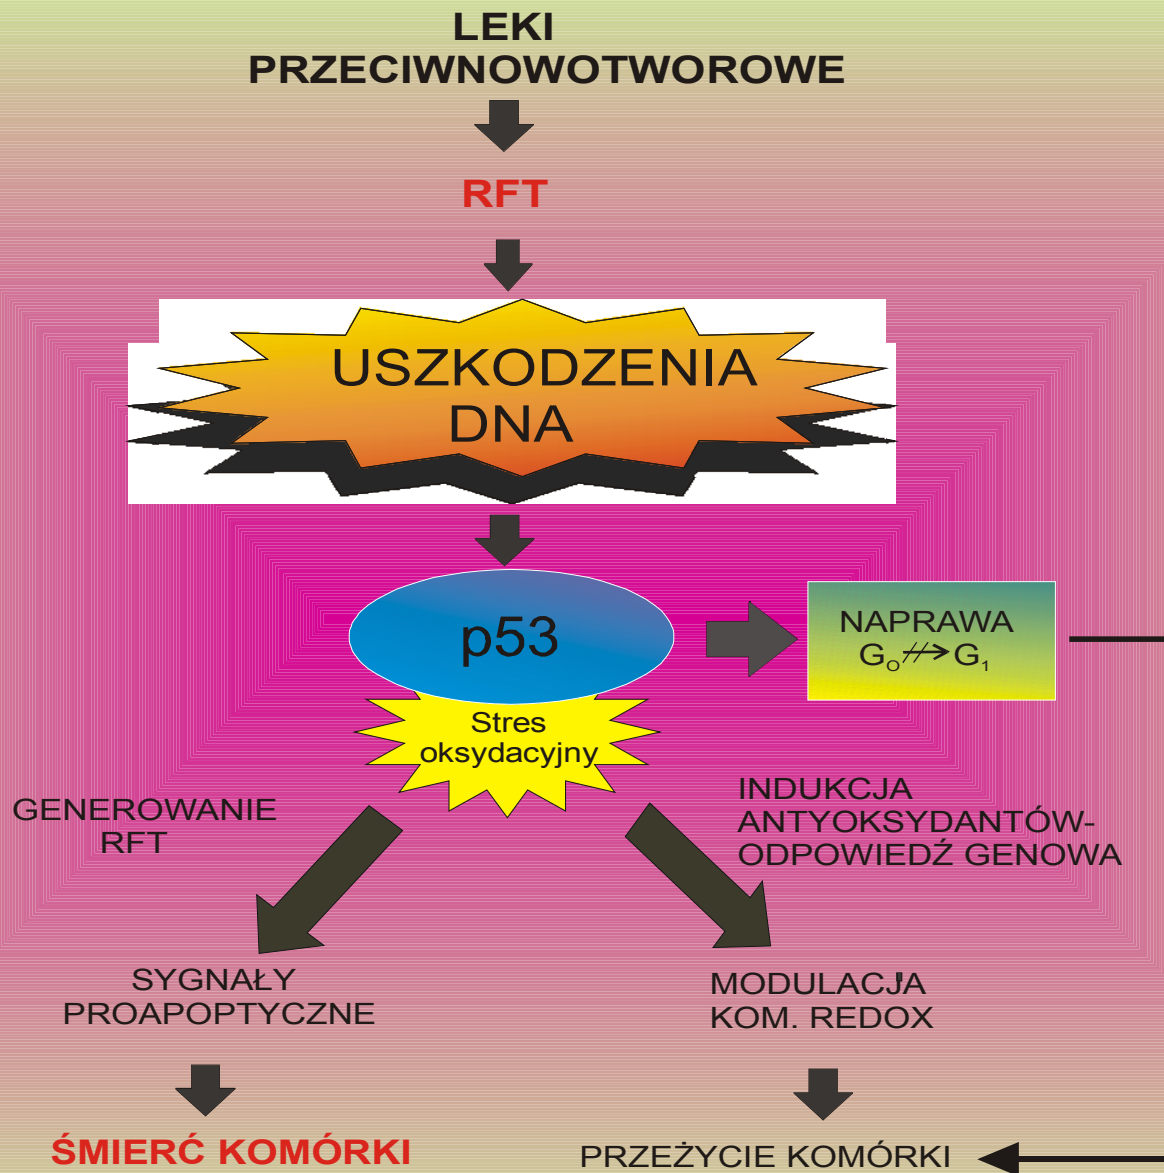 LEKI
PRZECIWNOWOTWOROWE
RFT
USZKODZENIA
DNA
p53
NAPRAWA
G₀ ↛ G₁
Stres
oksydacyjny
GENEROWANIE
RFT
INDUKCJA
ANTYOKSYDANTÓW-
ODPOWIEDŹ GENOWA
SYGNAŁY
PROAPOPTYCZNE
MODULACJA
KOM. REDOX
ŚMIERĆ KOMÓRKI
PRZEŻYCIE KOMÓRKI